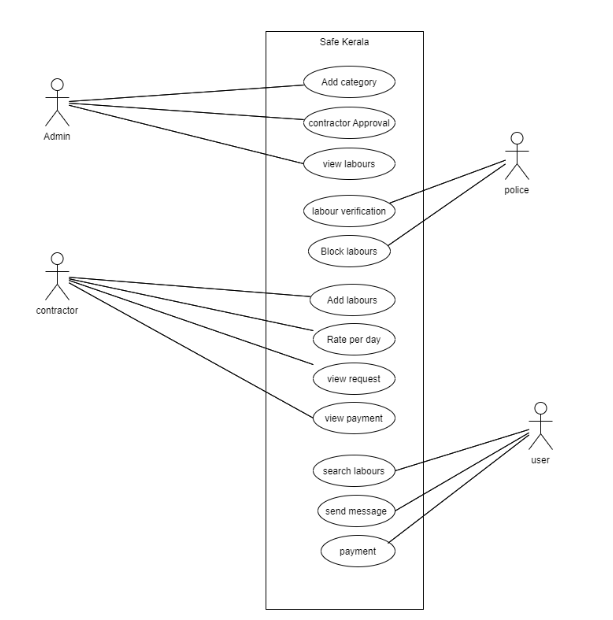 Safe Kerala
Add category
Admin
contractor Approval
view labours
police
labour verification
Block labours
contractor
Add labours
Rate per day
view request
view payment
user
search labours
send message
payment